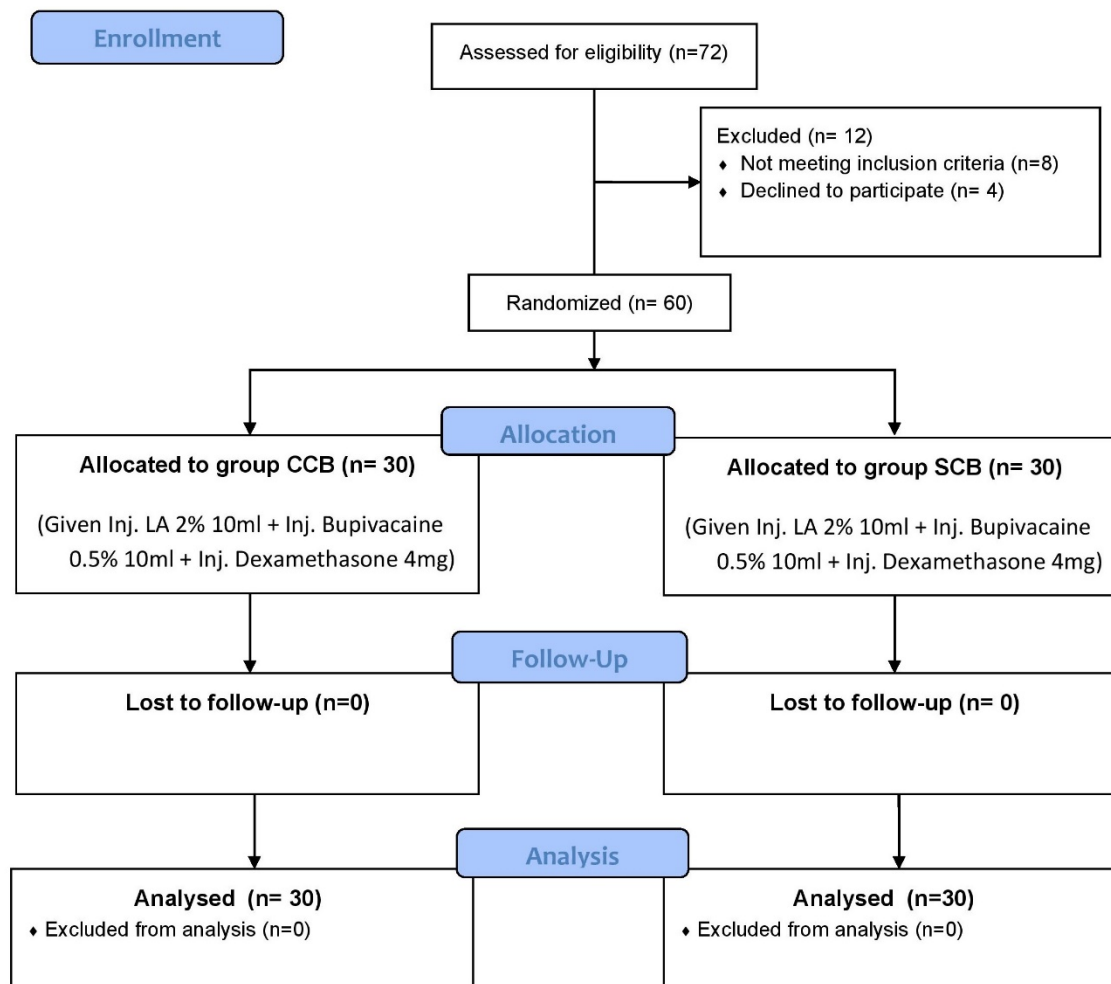 Enrollment
Assessed for eligibility (n=72)
Excluded (n= 12)
♦ Not meeting inclusion criteria (n=8)
♦ Declined to participate (n= 4)
Randomized (n= 60)
Allocation
Allocated to group CCB (n= 30)
(Given Inj. LA 2% 10ml + Inj. Bupivacaine
0.5% 10ml + Inj. Dexamethasone 4mg)
Allocated to group SCB (n= 30)
(Given Inj. LA 2% 10ml + Inj. Bupivacaine
0.5% 10ml + Inj. Dexamethasone 4mg)
Follow-Up
Lost to follow-up (n=0)
Lost to follow-up (n= 0)
Analysis
Analysed (n= 30)
♦ Excluded from analysis (n=0)
Analysed (n=30)
♦ Excluded from analysis (n=0)